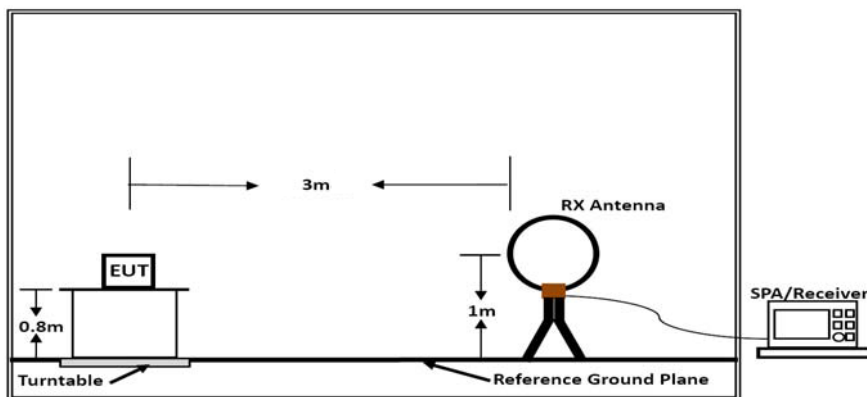 3m
RX Antenna
EUT
SPA/Receiver
0.8m
1m
Turntable
Reference Ground Plane